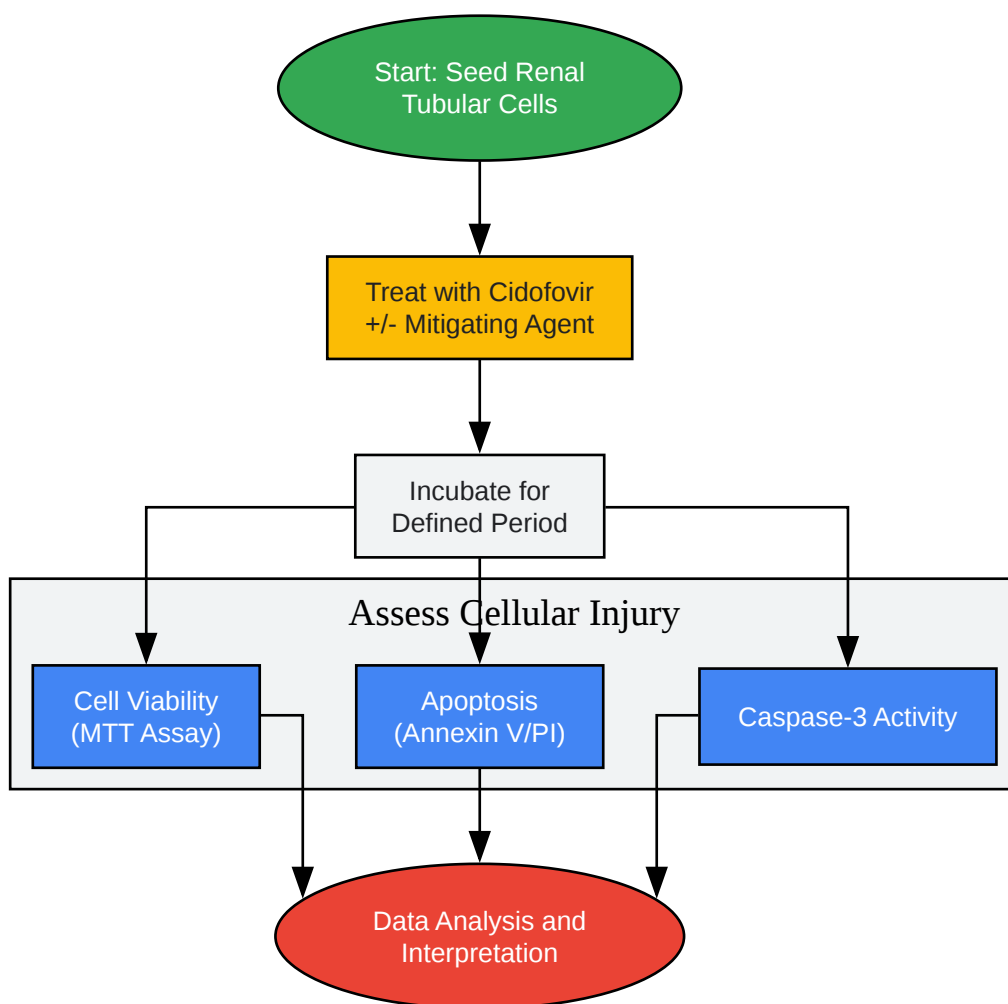 Start: Seed Renal
Tubular Cells
Treat with Cidofovir
+/- Mitigating Agent
Incubate for
Defined Period
Assess Cellular Injury
Cell Viability
(MTT Assay)
Apoptosis
(Annexin V/PI)
Caspase-3 Activity
Data Analysis and
Interpretation